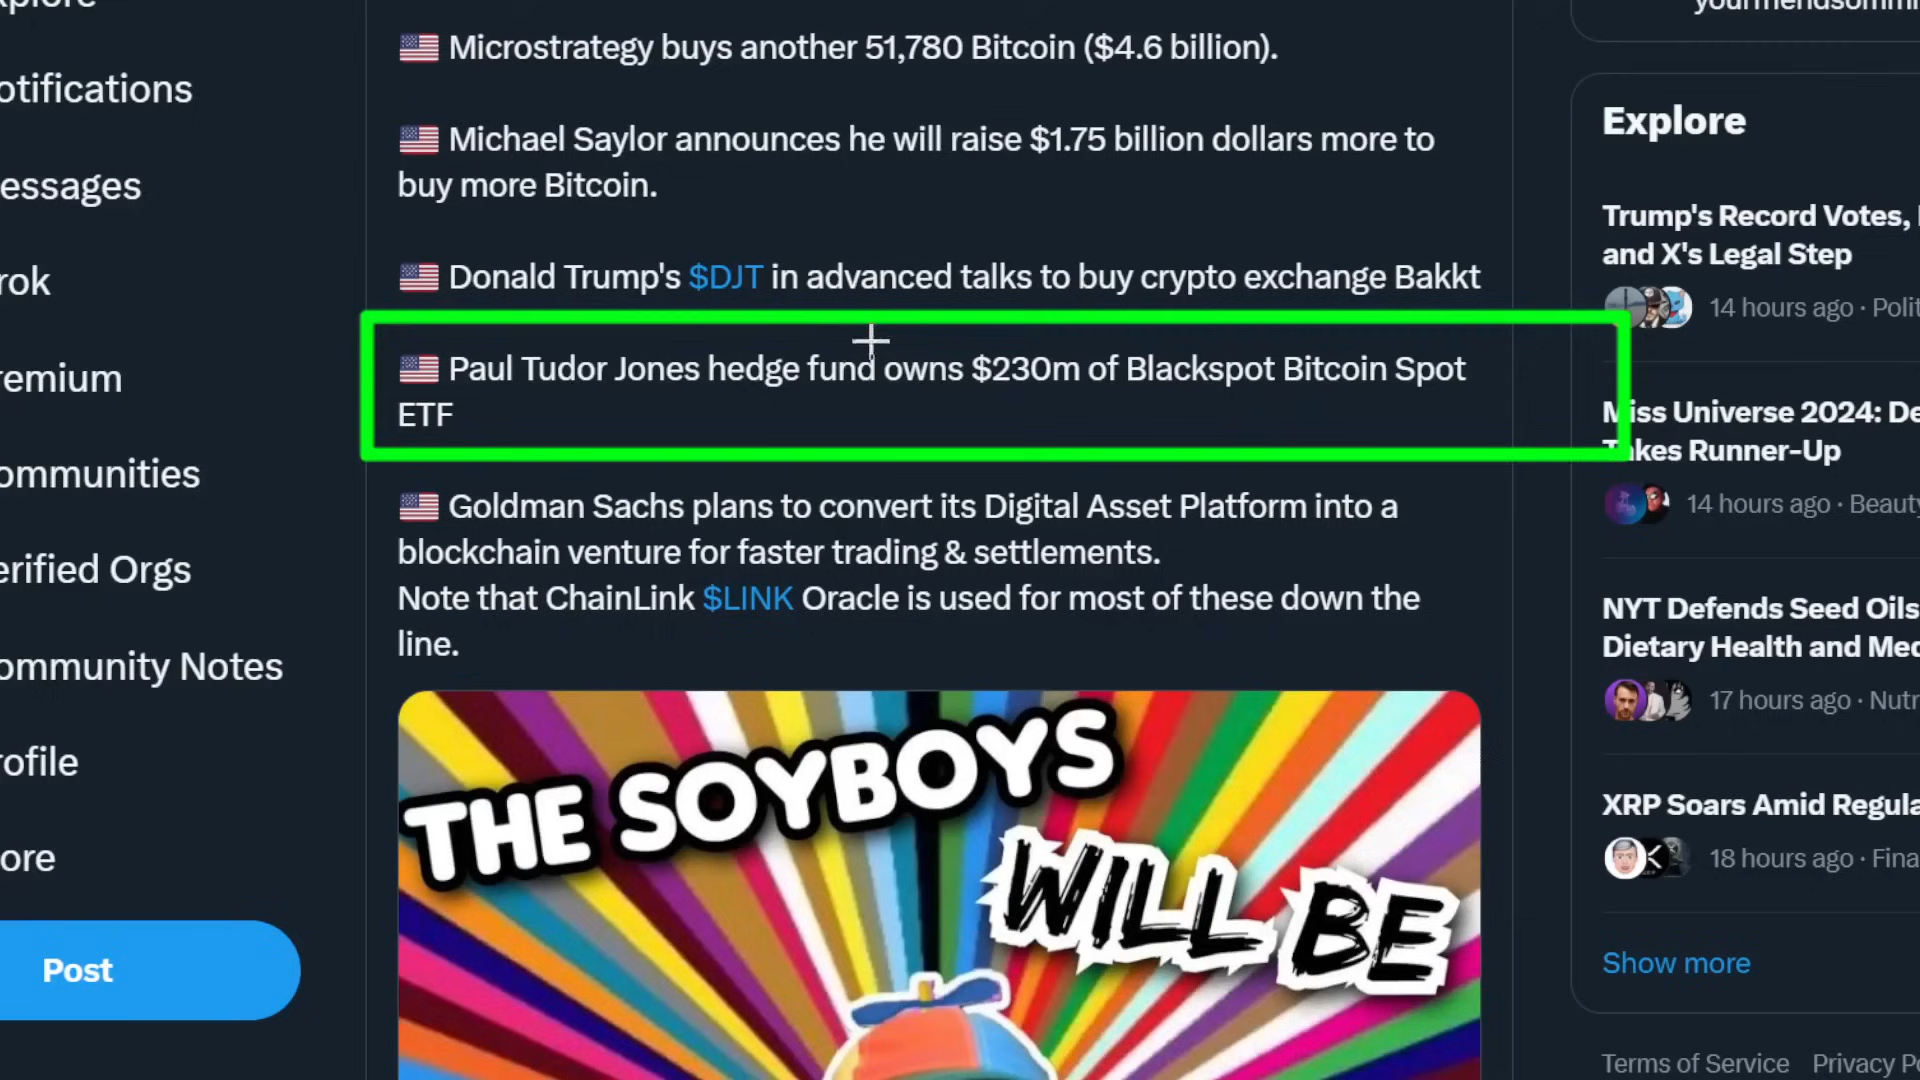 otifications
essages
rok
remium
ommunities
erified Orgs
ommunity Notes
rofile
ore
Post
Microstrategy buys another 51,780 Bitcoin ($4.6 billion).
Michael Saylor announces he will raise $1.75 billion dollars more to
buy more Bitcoin.
Donald Trump's $DJT in advanced talks to buy crypto exchange Bakkt
Paul Tudor Jones hedge fund owns $230m of Blackspot Bitcoin Spot
ETF
Goldman Sachs plans to convert its Digital Asset Platform into a
blockchain venture for faster trading & settlements.
Note that ChainLink $LINK Oracle is used for most of these down the
line.
THE SOYBOYS
WILL BE
Explore
Trump's Record Votes,
and X's Legal Step
14 hours ago · Polit
Miss Universe 2024: De
Takes Runner-Up
14 hours ago · Beauty
NYT Defends Seed Oils
Dietary Health and Med
17 hours ago · Nutr
XRP Soars Amid Regula
18 hours ago · Fina
Show more
Terms of Service Privacy Po